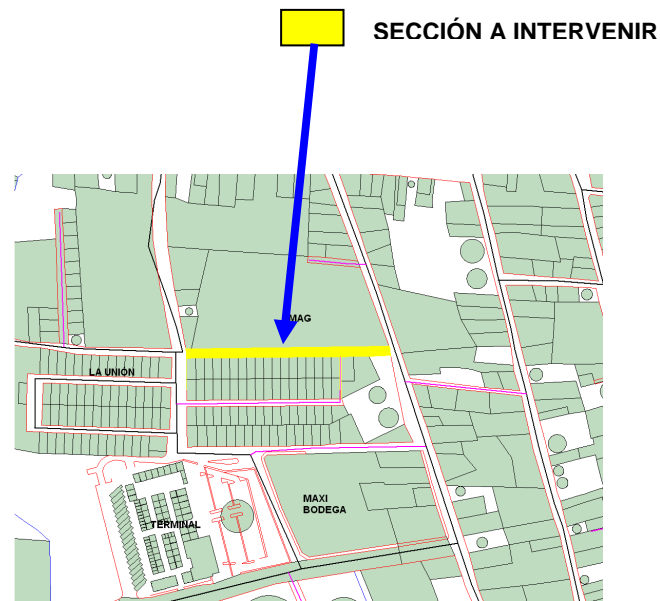 SECCIÓN A INTERVENIR
MAG
LA UNIÓN
MAXI
BODEGA
TERMINAL